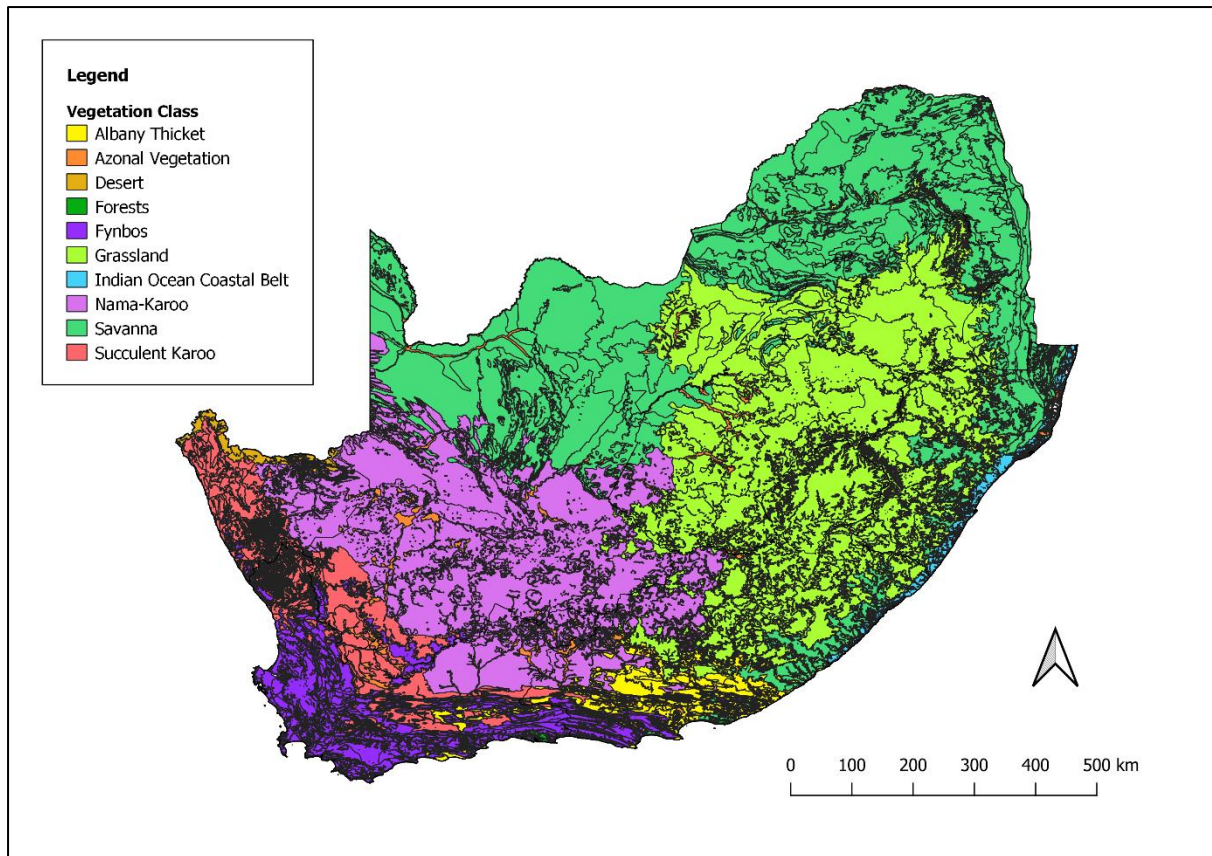 Legend
Vegetation Class
Albany Thicket
Azonal Vegetation
Desert
Forests
Fynbos
Grassland
Indian Ocean Coastal Belt
Nama-Karoo
Savanna
Succulent Karoo
0 100 200 300 400 500 km